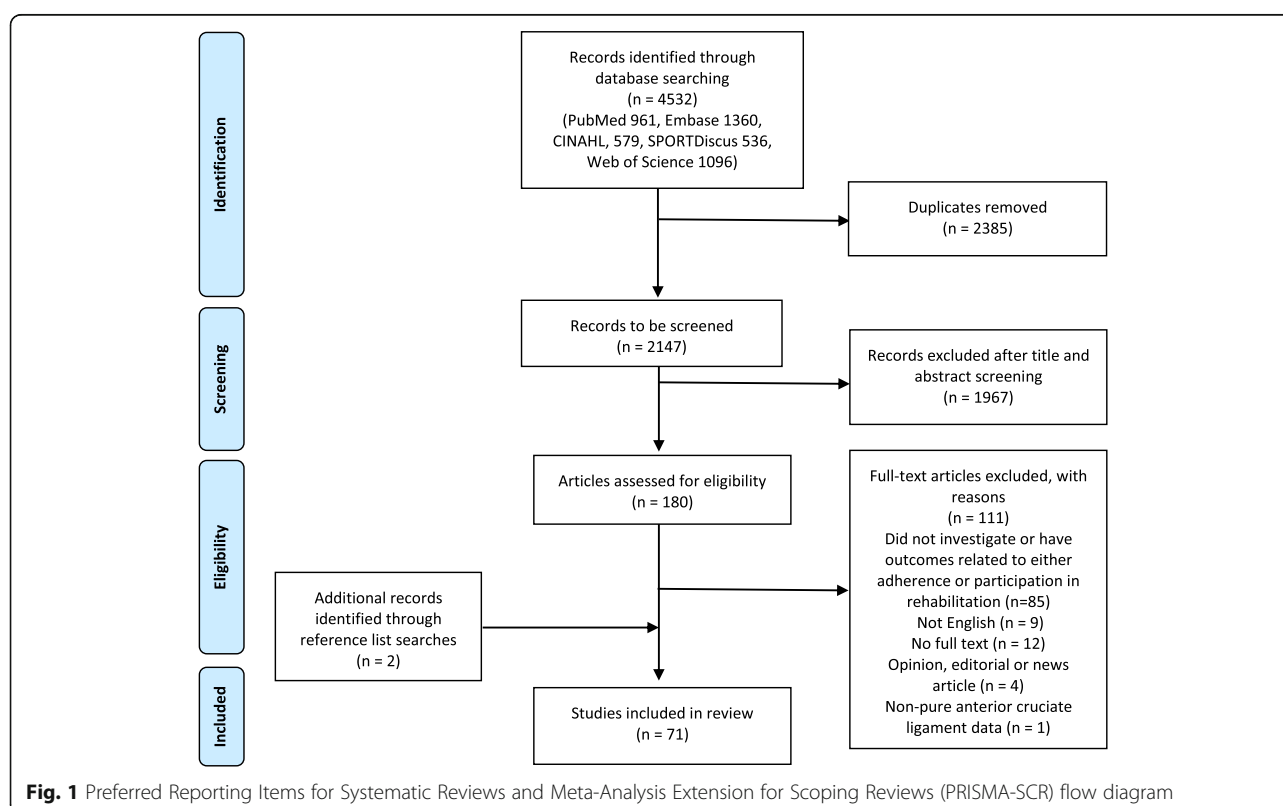 Identification
Records identified through
database searching
(n = 4532)
(PubMed 961, Embase 1360,
CINAHL, 579, SPORTDiscus 536,
Web of Science 1096)
Duplicates removed
(n = 2385)
Screening
Records to be screened
(n = 2147)
Records excluded after title and
abstract screening
(n = 1967)
Eligibility
Articles assessed for eligibility
(n = 180)
Full-text articles excluded, with
reasons
(n = 111)
Did not investigate or have
outcomes related to either
adherence or participation in
rehabilitation (n=85)
Not English (n = 9)
No full text (n = 12)
Opinion, editorial or news
article (n = 4)
Non-pure anterior cruciate
ligament data (n = 1)
Additional records
identified through
reference list searches
(n = 2)
Included
Studies included in review
(n = 71)
Fig. 1 Preferred Reporting Items for Systematic Reviews and Meta-Analysis Extension for Scoping Reviews (PRISMA-SCR) flow diagram